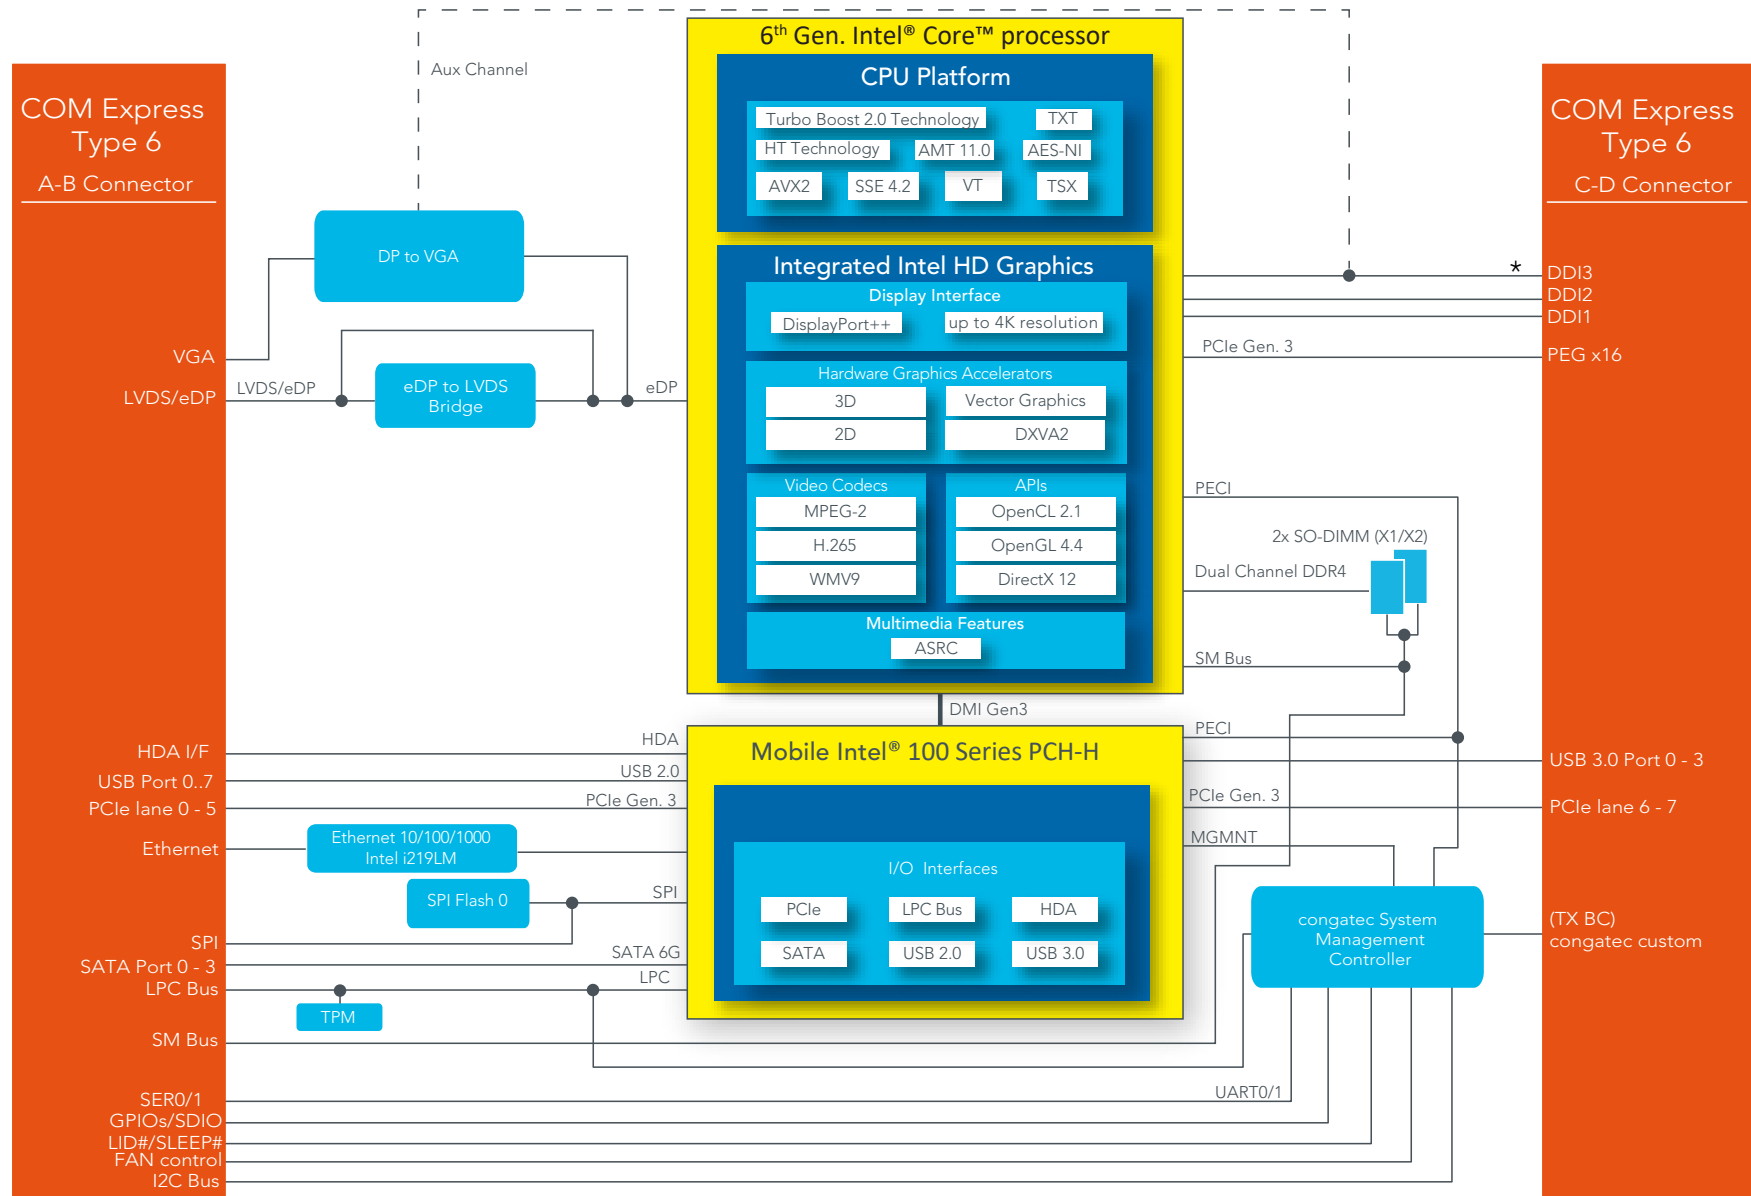 6th Gen. Intel® Core™ processor
Aux Channel
CPU Platform
Turbo Boost 2.0 Technology
TXT
HT Technology
AMT 11.0
AES-NI
AVX2
SSE 4.2
VT
TSX
Integrated Intel HD Graphics
Display Interface
DisplayPort++
up to 4K resolution
Hardware Graphics Accelerators
3D
Vector Graphics
2D
DXVA2
Video Codecs
MPEG-2
H.265
WMV9
APIs
OpenCL 2.1
OpenGL 4.4
DirectX 12
Multimedia Features
ASRC
DMI Gen3
Mobile Intel® 100 Series PCH-H
I/O Interfaces
PCIe
LPC Bus
HDA
SATA
USB 2.0
USB 3.0
COM Express
Type 6
A-B Connector
VGA
LVDS/eDP
HDA I/F
USB Port 0..7
PCIe lane 0 - 5
Ethernet
SPI
SATA Port 0 - 3
LPC Bus
SM Bus
SER0/1
GPIOs/SDIO
LID#/SLEEP#
FAN control
I2C Bus
DP to VGA
LVDS/eDP
eDP to LVDS
Bridge
eDP
HDA
USB 2.0
PCIe Gen. 3
Ethernet 10/100/1000
Intel i219LM
SPI Flash 0
SPI
SATA 6G
LPC
TPM
PCIe Gen. 3
PECI
2x SO-DIMM (X1/X2)
Dual Channel DDR4
SM Bus
PECI
PCIe Gen. 3
MGMNT
congatec System
Management
Controller
UART0/1
COM Express
Type 6
C-D Connector
* DDI3
DDI2
DDI1
PEG x16
USB 3.0 Port 0 - 3
PCIe lane 6 - 7
(TX BC)
congatec custom